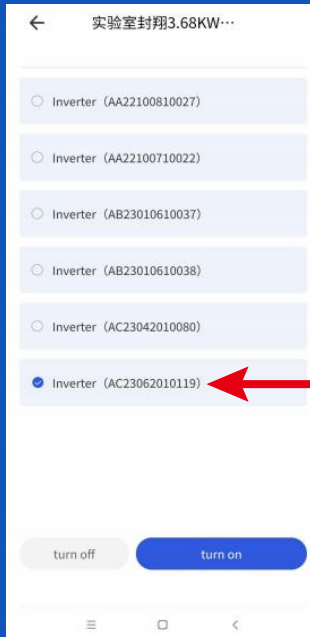 实验室封翔3.68KW…
Inverter（AA22100810027）
Inverter（AA22100710022）
Inverter（AB23010610037）
Inverter（AB23010610038）
Inverter（AC23042010080）
Inverter（AC23062010119）
turn off turn on